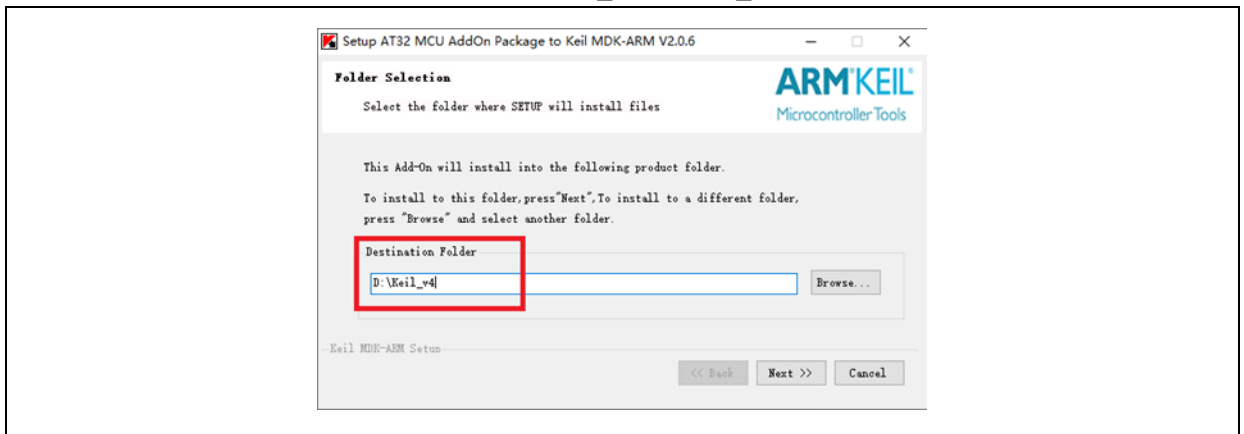 Setup AT32 MCU AddOn Package to Keil MDK-ARM V2.0.6
Folder Selection
Select the folder where SETUP will install files
ARM®KEIL®
Microcontroller Tools
This Add-On will install into the following product folder.
To install to this folder,press"Next",To install to a different folder,
press "Browse" and select another folder.
Destination Folder
D:\Keil_v4
Browse...
Keil MDK-ARM Setup
<< Back
Next >>
Cancel